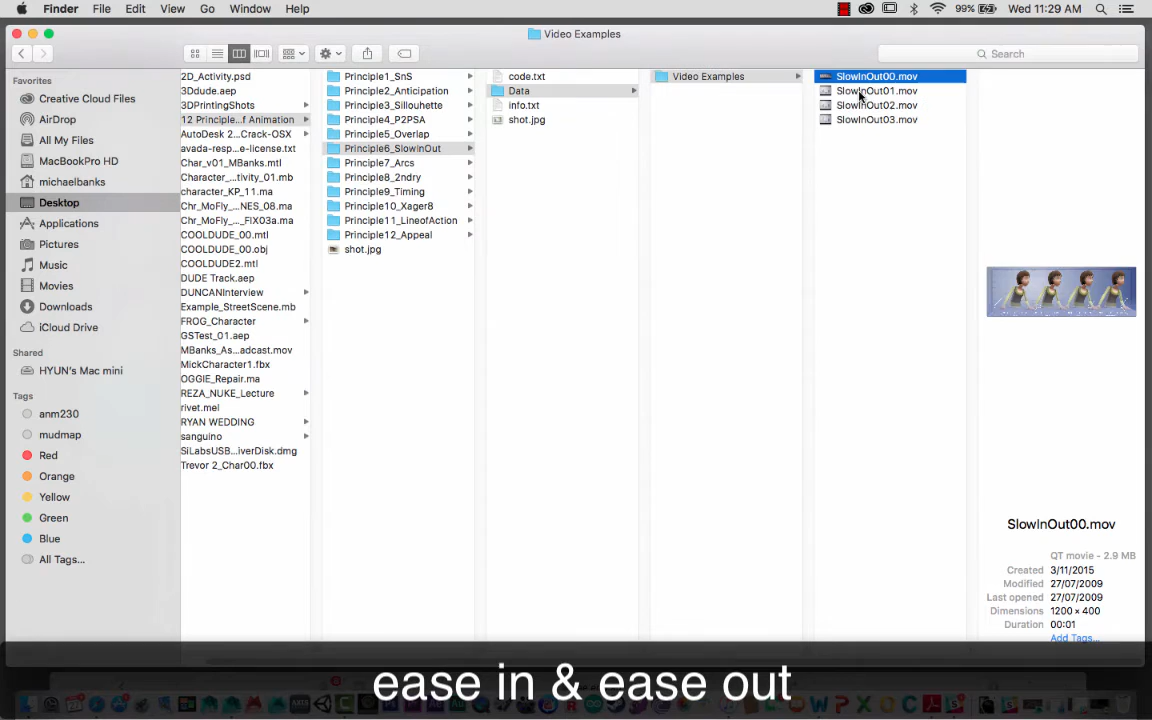 Finder File Edit View Go Window Help
99% Wed 11:29 AM
Video Examples
Search
Favorites
Creative Cloud Files
AirDrop
All My Files
MacBookPro HD
michaelbanks
Desktop
Applications
Pictures
Music
Movies
Downloads
iCloud Drive
Shared
HYUN's Mac mini
Tags
anm230
mudmap
Red
Orange
Yellow
Green
Blue
All Tags...
2D_Activity.psd
3Ddude.aep
3DPrintingShots
12 Principle...f Animation
AutoDesk 2...Crack-OSX
avada-resp...e-license.txt
Char_v01_MBanks.mtl
Character_...tivity_01.mb
character_KP_11.ma
Chr_MoFly_...NES_08.ma
Chr_MoFly_..._FIX03a.ma
COOLDUDE_00.mtl
COOLDUDE_00.obj
COOLDUDE2.mtl
DUDE Track.aep
DUNCANInterview
Example_StreetScene.mb
FROG_Character
GSTest_01.aep
MBanks_As...adcast.mov
MickCharacter1.fbx
OGGIE_Repair.ma
REZA_NUKE_Lecture
rivet.mel
RYAN WEDDING
sanguino
SiLabsUSB...iverDisk.dmg
Trevor 2_Char00.fbx
Principle1_SnS
Principle2_Anticipation
Principle3_Sillouhette
Principle4_P2PSA
Principle5_Overlap
Principle6_SlowInOut
Principle7_Arcs
Principle8_2ndry
Principle9_Timing
Principle10_Xager8
Principle11_LineofAction
Principle12_Appeal
shot.jpg
code.txt
Data
info.txt
shot.jpg
Video Examples
SlowInOut00.mov
SlowInOut01.mov
SlowInOut02.mov
SlowInOut03.mov
SlowInOut00.mov
QT movie - 2.9 MB
Created 3/11/2015
Modified 27/07/2009
Last opened 27/07/2009
Dimensions 1200 × 400
Duration 00:01
Add Tags...
ease in & ease out